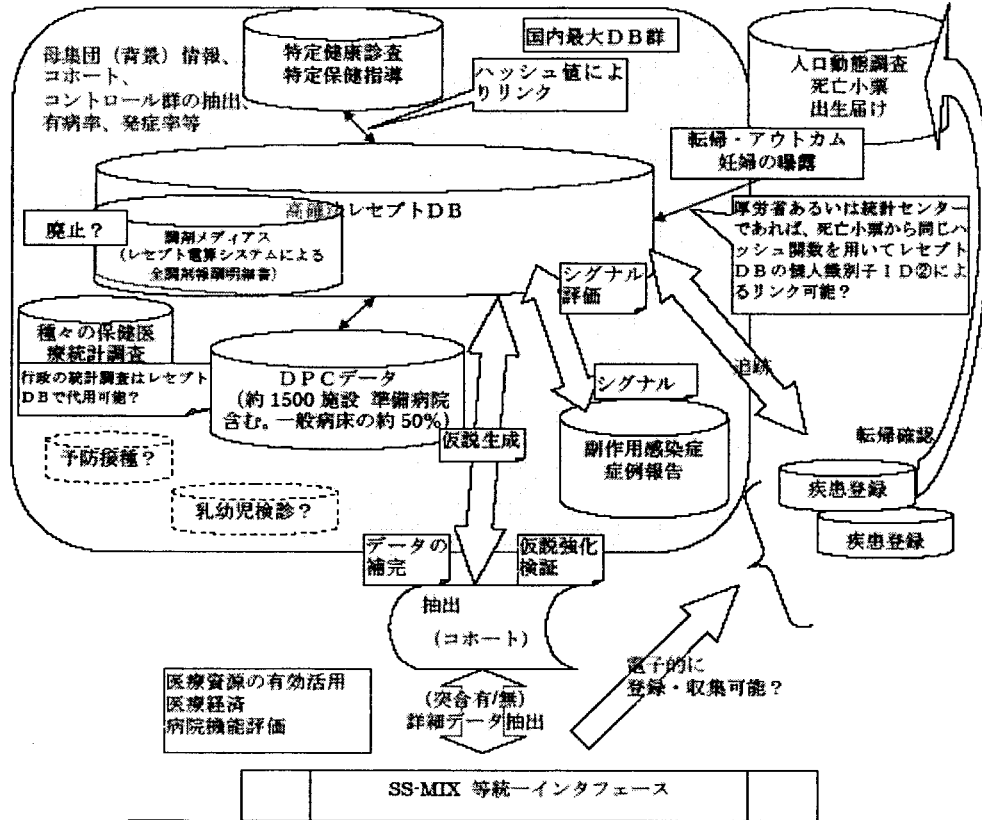 母集団（背景）情報、
コホート、
コントロール群の抽出、
有病率、発症率等
特定健康診査
特定保健指導
国内最大ＤＢ群
ハッシュ値によ
りリンク
人口動態調査
死亡小票
出生届け
転帰・アウトカム
妊婦の曝露
厚労省あるいは統計センター
であれば、死亡小票から同じハ
ッシュ関数を用いてレセプト
ＤＢの個人識別子ＩＤ②によ
るリンク可能？
高確法レセプトＤＢ
廃止？
調剤メディアス
（レセプト電算システムによる
全調剤報酬明細書）
シグナル
評価
種々の保健医
療統計調査
行政の統計調査はレセプト
ＤＢで代用可能？
ＤＰＣデータ
（約 1500 施設 準備病院
含む。一般病床の約 50%）
仮説生成
シグナル
追跡
副作用感染症
症例報告
転帰確認
疾患登録
疾患登録
予防接種？
乳幼児検診？
データの
補完
仮説強化
検証
抽出
（コホート）
電子的に
登録・収集可能？
医療資源の有効活用
医療経済
病院機能評価
(突合有/無)
詳細データ抽出
SS-MIX 等統一インタフェース